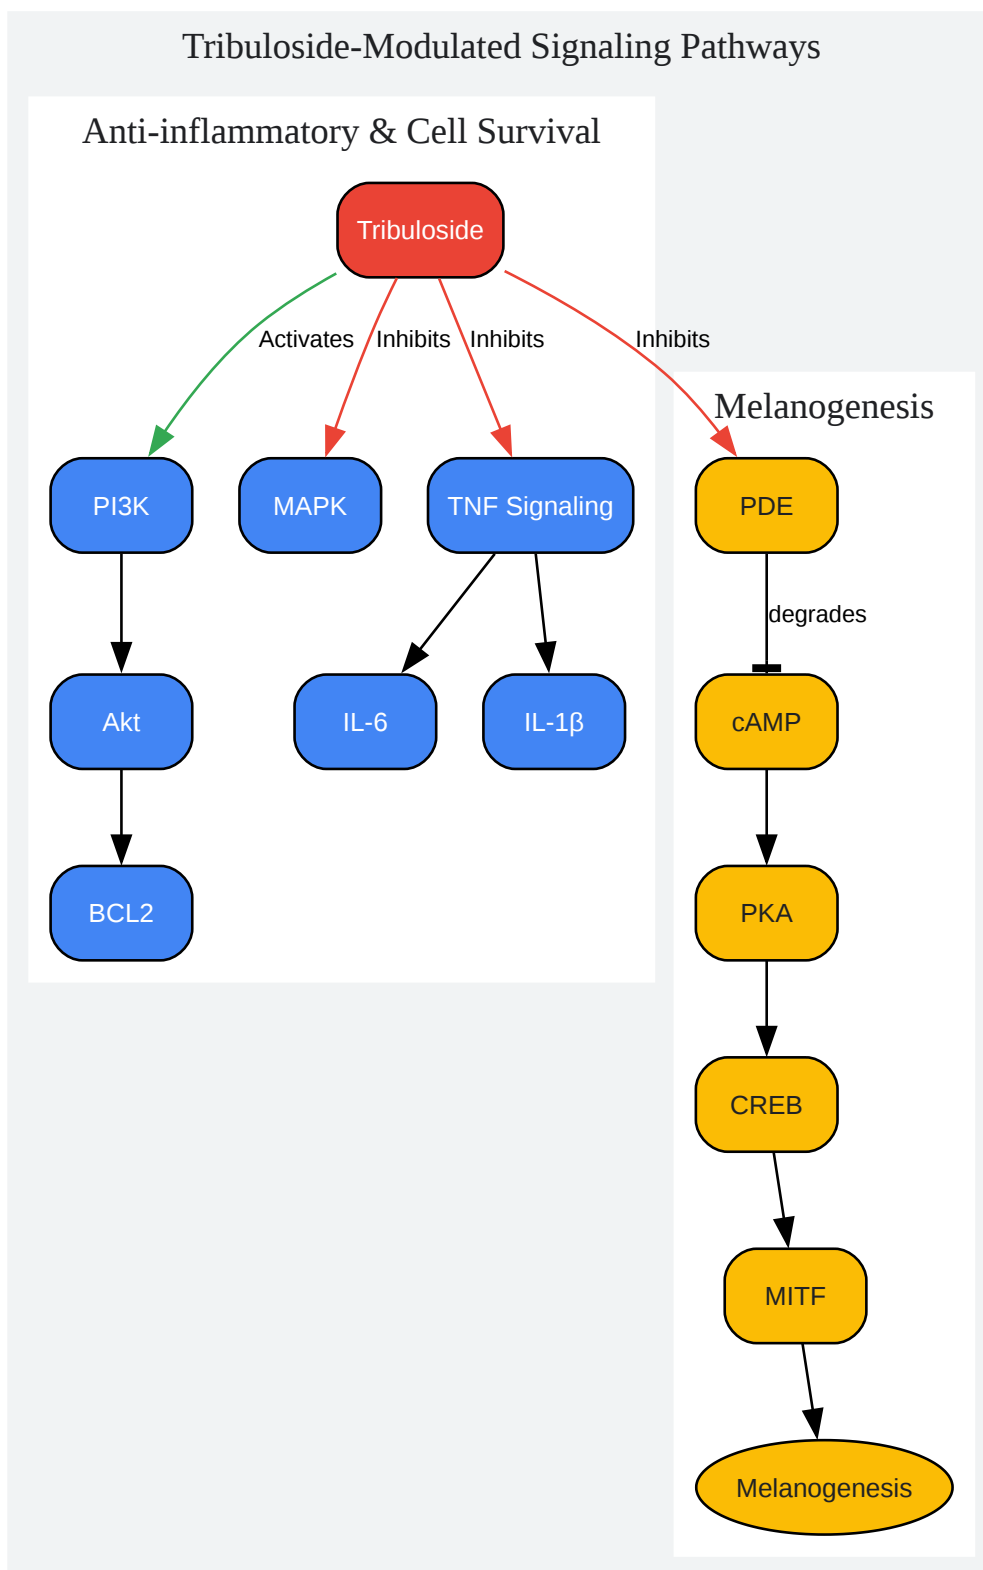 Tribuloside-Modulated Signaling Pathways
Anti-inflammatory & Cell Survival
Tribuloside
Activates
Inhibits
Inhibits
Inhibits
Melanogenesis
PI3K
MAPK
TNF Signaling
PDE
degrades
Akt
IL-6
IL-1β
cAMP
BCL2
PKA
CREB
MITF
Melanogenesis